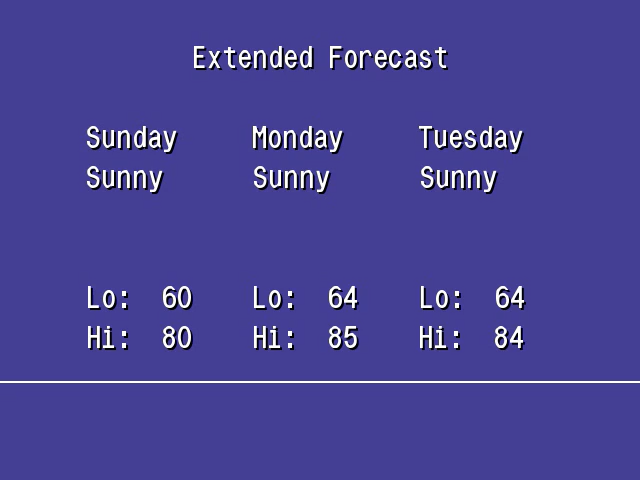 Extended Forecast
Sunday Monday Tuesday
Sunny Sunny Sunny
Lo: 60 Lo: 64 Lo: 64
Hi: 80 Hi: 85 Hi: 84